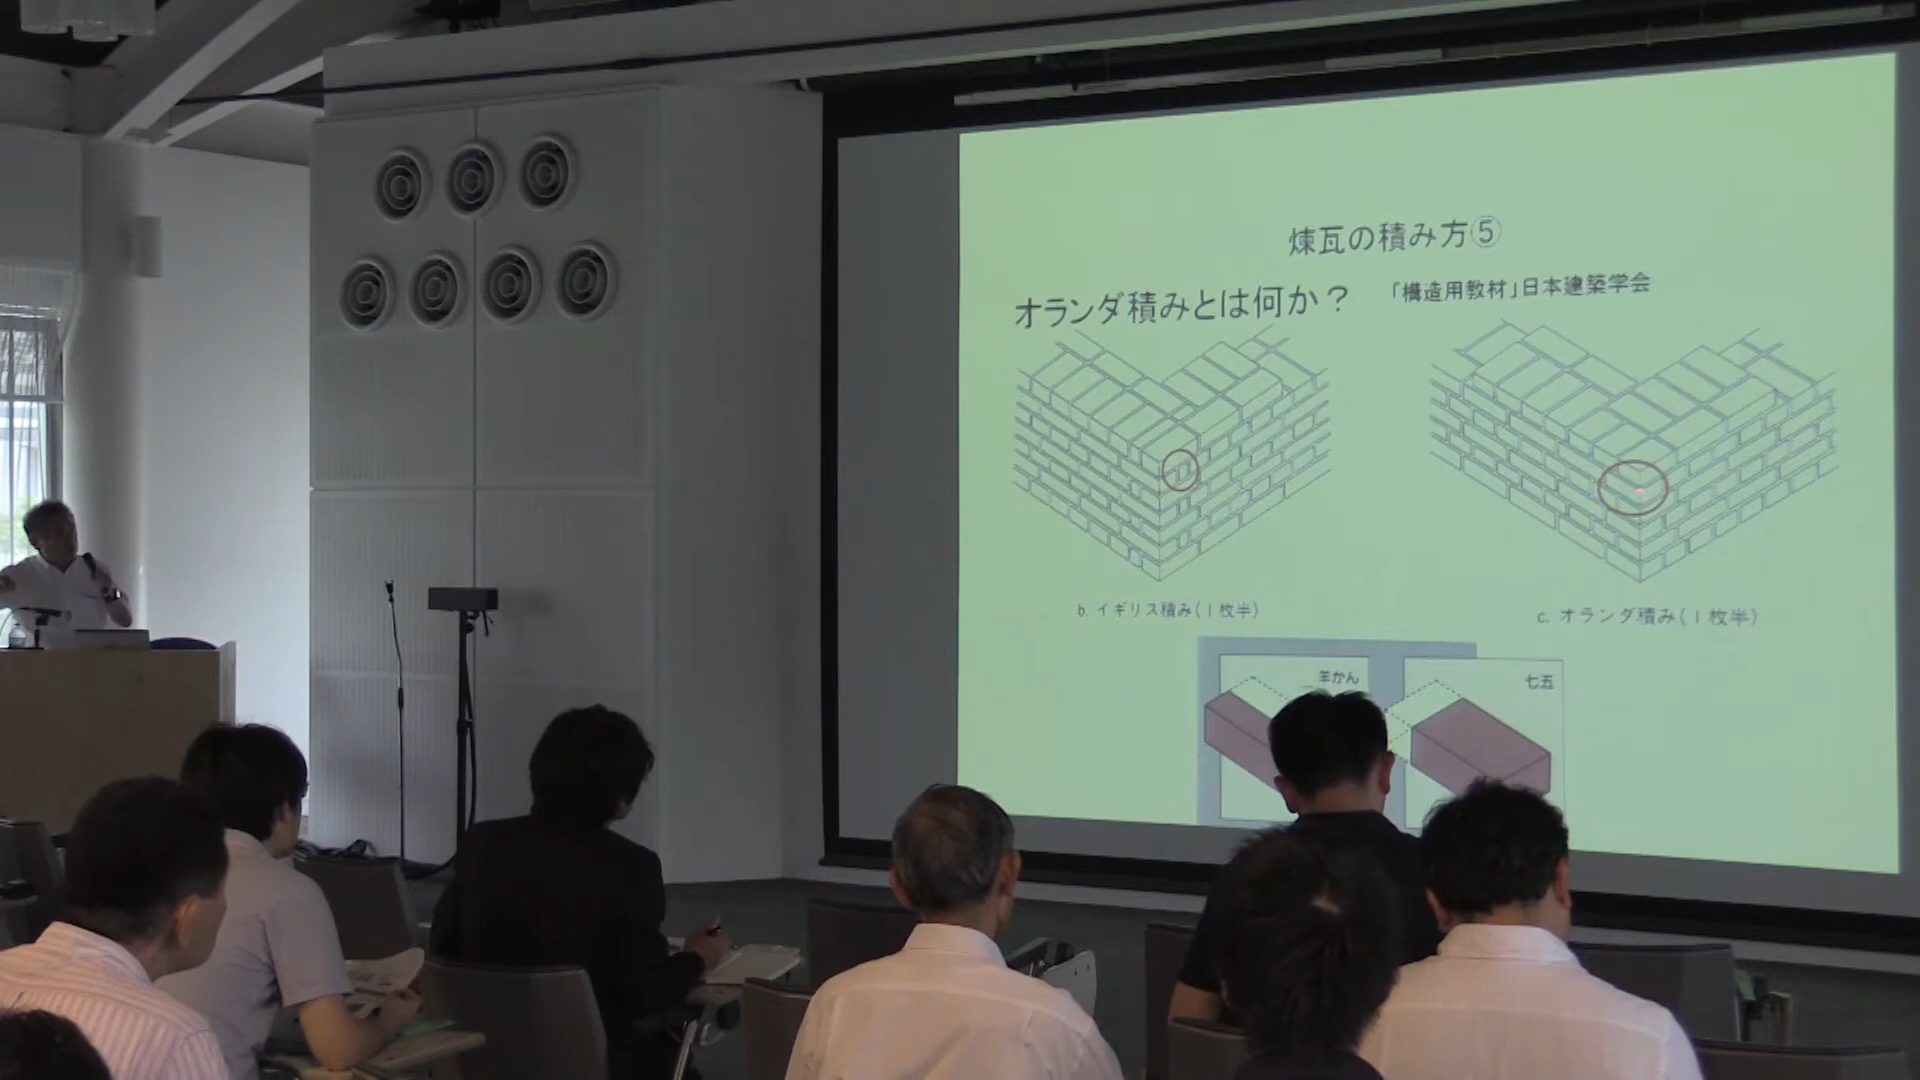 煉瓦の積み方⑤
オランダ積みとは何か？
「構造用教材」日本建築学会
b. イギリス積み(１枚半)
c. オランダ積み(１枚半)
羊かん
七五